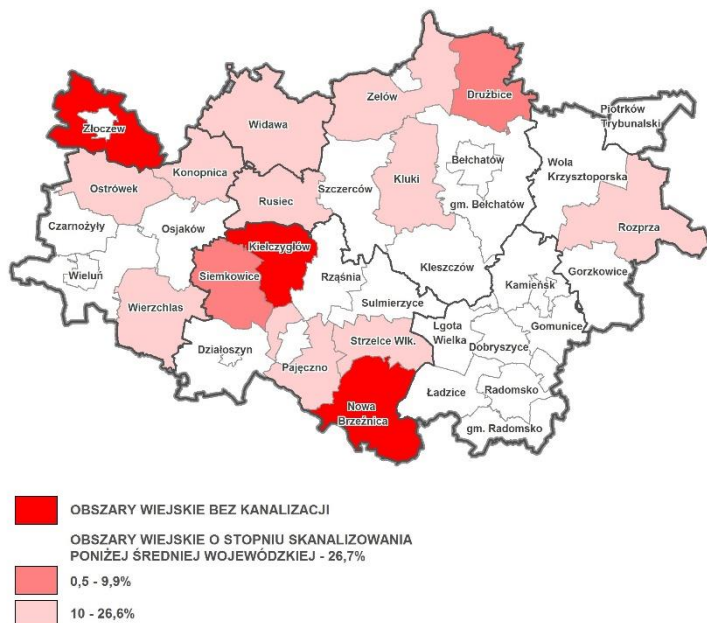 Drużbice
Zelów
Piotrków
Trybunalski
Złoczew
Widawa
Bełchatów
Wola
Krzysztoporska
Konopnica
Kluki
Ostrówek
Szczerców
Rusiec
gm. Bełchatów
Rozprza
Czarnożyły
Osjaków
Kiełczygłów
Kleszczów
Gorzkowice
Wieluń
Siemkowice
Rząśnia
Kamieńsk
Sulmierzyce
Wierzchlas
Lgota
Wielka
Gomunice
Strzelce Wlk.
Dobryszyce
Działoszyn
Pajęczno
Ładzice
Radomsko
Nowa
Brzeźnica
gm. Radomsko
OBSZARY WIEJSKIE BEZ KANALIZACJI
OBSZARY WIEJSKIE O STOPNIU SKANALIZOWANIA
PONIŻEJ ŚREDNIEJ WOJEWÓDZKIEJ - 26,7%
0,5 - 9,9%
10 - 26,6%